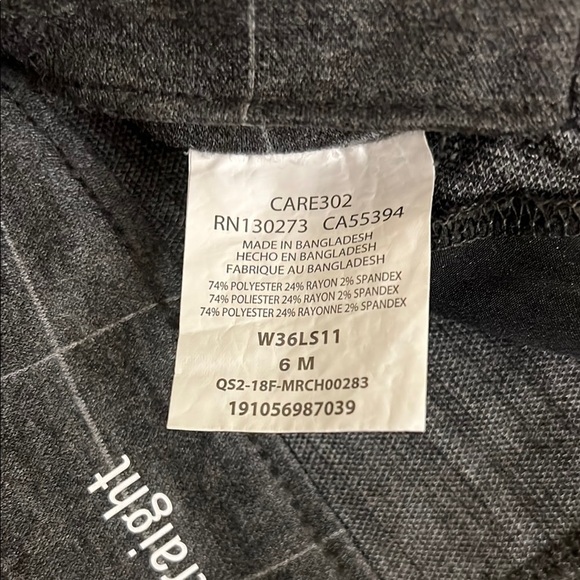 CARE302
RN130273 CA55394
MADE IN BANGLADESH
HECHO EN BANGLADESH
FABRIQUE AU BANGLADESH
74% POLYESTER 24% RAYON 2% SPANDEX
74% POLIESTER 24% RAYON 2% SPANDEX
74% POLYESTER 24% RAYONNE 2% SPANDEX
W36LS11
6 M
QS2-18F-MRCH00283
191056987039
raight